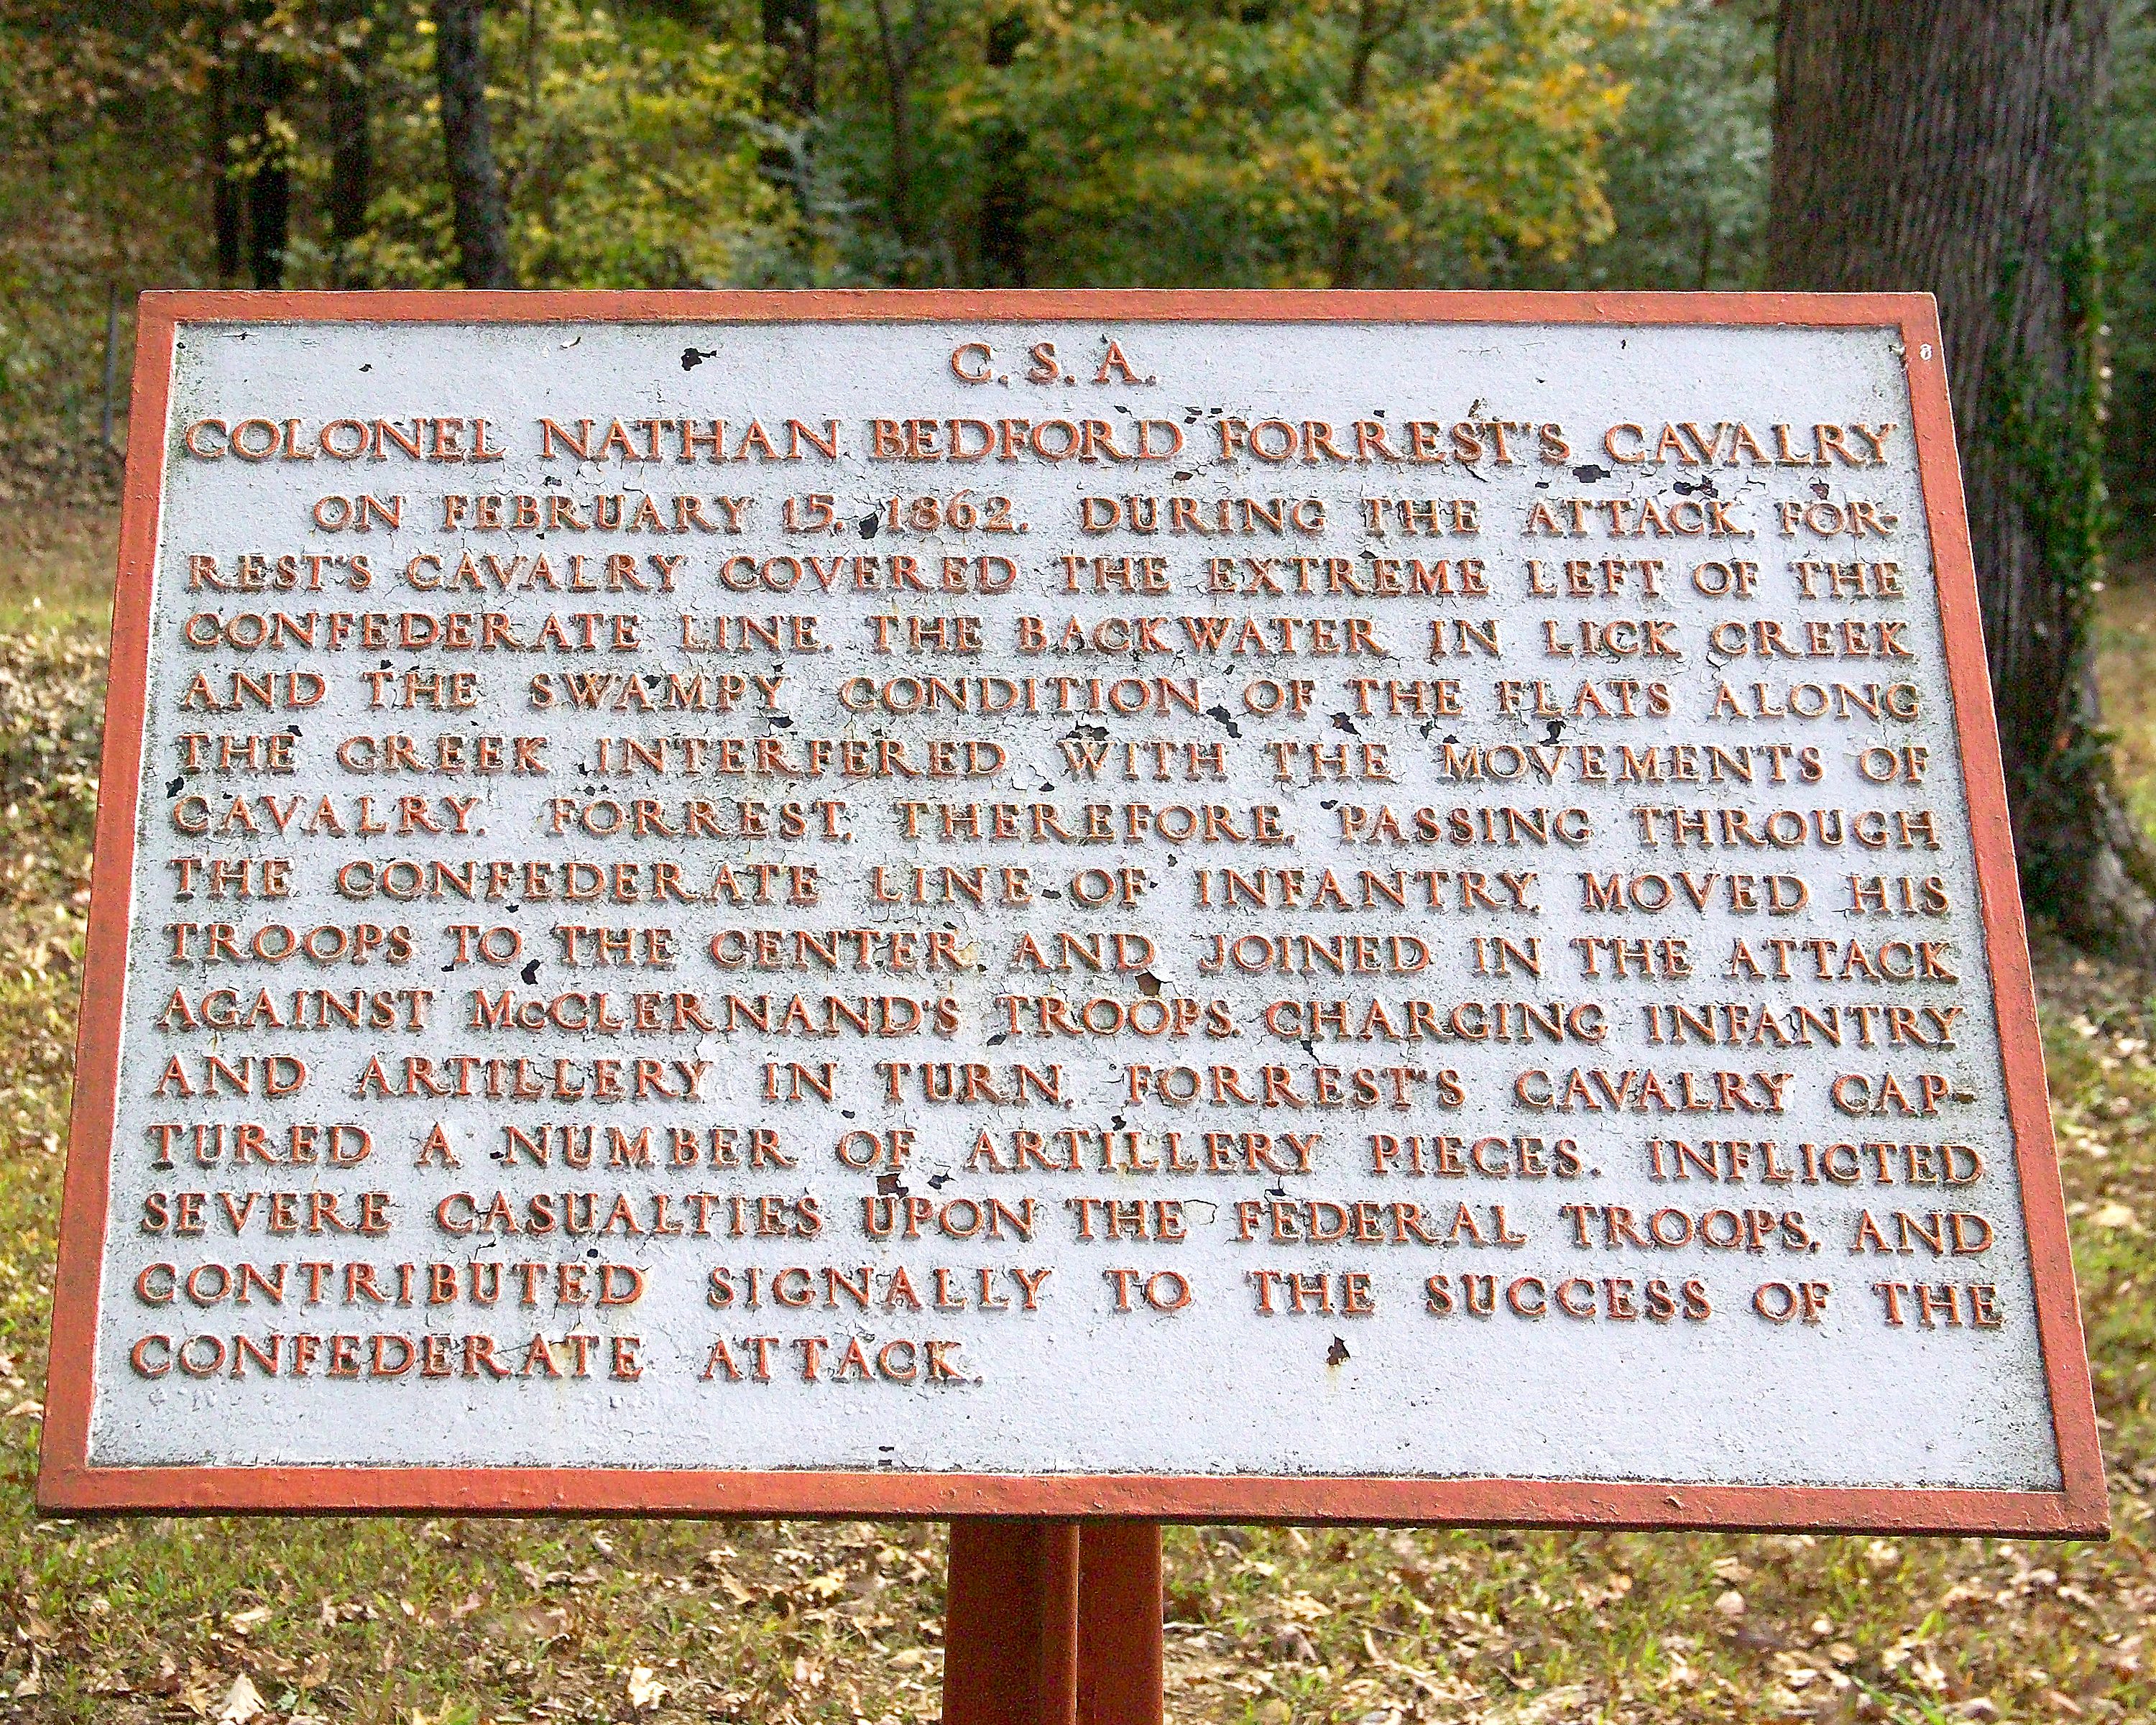 C. S. A.
COLONEL NATHAN BEDFORD FORREST'S CAVALRY
ON FEBRUARY 15, 1862, DURING THE ATTACK, FOR-
REST'S CAVALRY COVERED THE EXTREME LEFT OF THE
CONFEDERATE LINE. THE BACKWATER IN LICK CREEK
AND THE SWAMPY CONDITION OF THE FLATS ALONG
THE CREEK INTERFERED WITH THE MOVEMENTS OF
CAVALRY. FORREST, THEREFORE, PASSING THROUGH
THE CONFEDERATE LINE OF INFANTRY, MOVED HIS
TROOPS TO THE CENTER AND JOINED IN THE ATTACK
AGAINST McCLERNAND'S TROOPS. CHARGING INFANTRY
AND ARTILLERY IN TURN, FORREST'S CAVALRY CAP-
TURED A NUMBER OF ARTILLERY PIECES, INFLICTED
SEVERE CASUALTIES UPON THE FEDERAL TROOPS, AND
CONTRIBUTED SIGNALLY TO THE SUCCESS OF THE
CONFEDERATE ATTACK.